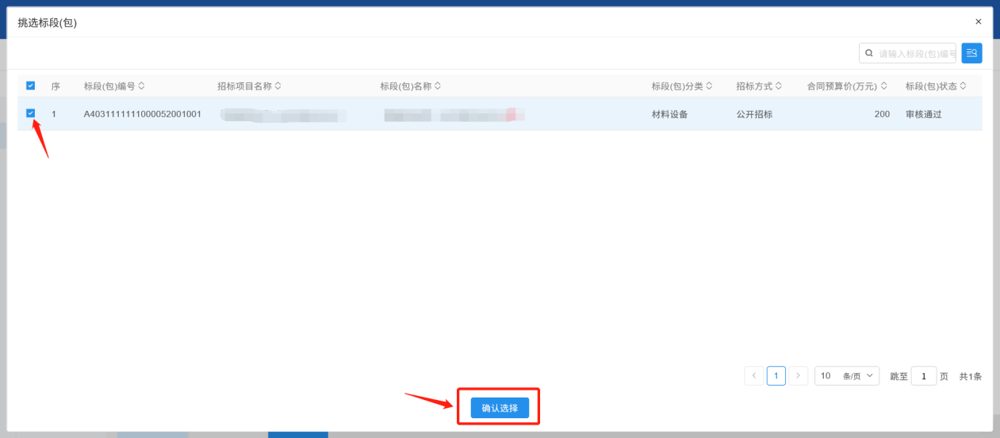 挑选标段(包)
请输入标段(包)编号
序 标段(包)编号 招标项目名称 标段(包)名称 标段(包)分类 招标方式 合同预算价(万元) 标段(包)状态
1 A4031111111000052001001 材料设备 公开招标 200 审核通过
1 10 条/页 跳至 1 页 共1条
确认选择